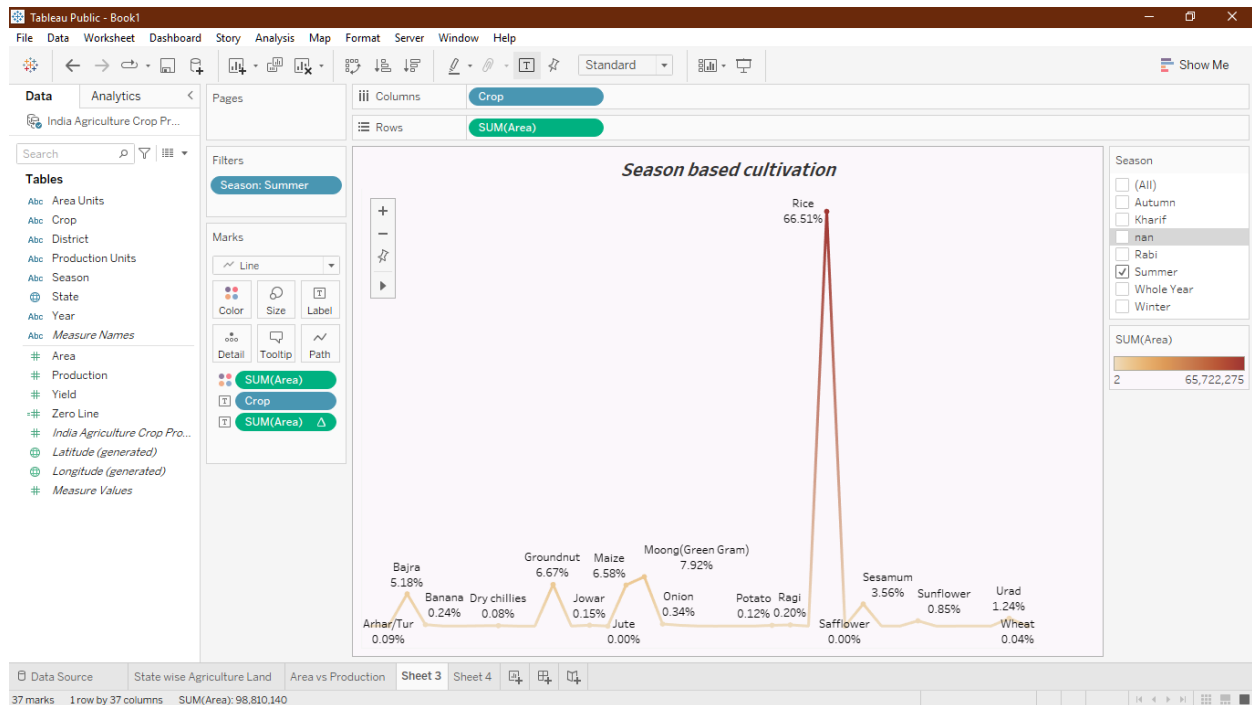 Tableau Public - Book1
File Data Worksheet Dashboard Story Analysis Map Format Server Window Help
Standard
Show Me
Data Analytics
India Agriculture Crop Pr...
Search
Tables
Abc Area Units
Abc Crop
Abc District
Abc Production Units
Abc Season
State
Abc Year
Abc Measure Names
# Area
# Production
# Yield
=# Zero Line
# India Agriculture Crop Pro...
Latitude (generated)
Longitude (generated)
# Measure Values
Pages
Filters
Season: Summer
Marks
Line
Color Size Label
Detail Tooltip Path
SUM(Area)
Crop
SUM(Area) Δ
iii Columns Crop
Rows SUM(Area)
Season based cultivation
Rice
66.51%
Bajra
5.18%
Groundnut
6.67%
Maize
6.58%
Moong(Green Gram)
7.92%
Arhar/Tur
0.09%
Banana
0.24%
Dry chillies
0.08%
Jowar
0.15%
Jute
0.00%
Onion
0.34%
Potato
0.12%
Ragi
0.20%
Safflower
0.00%
Sesamum
3.56%
Sunflower
0.85%
Urad
1.24%
Wheat
0.04%
Season
(All)
Autumn
Kharif
nan
Rabi
Summer
Whole Year
Winter
SUM(Area)
2 65,722,275
Data Source State wise Agriculture Land Area vs Production Sheet 3 Sheet 4
37 marks 1 row by 37 columns SUM(Area): 98,810,140